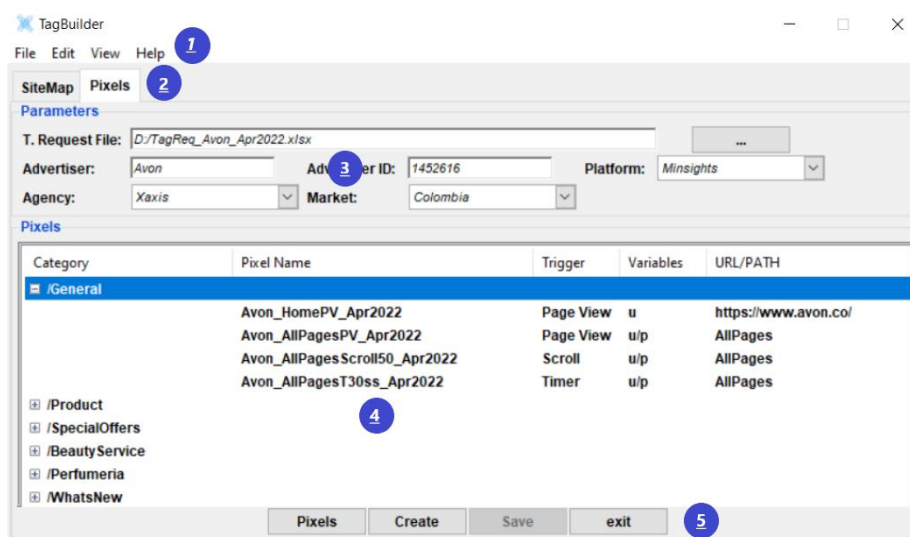 TagBuilder
File Edit View Help 1
SiteMap Pixels 2
Parameters
T. Request File: D:/TagReq_Avon_Apr2022.xlsx ...
Advertiser: Avon Adv 3 er ID: 1452616 Platform: Minsights
Agency: Xaxis Market: Colombia
Pixels
Category Pixel Name Trigger Variables URL/PATH
/General
Avon_HomePV_Apr2022 Page View u https://www.avon.co/
Avon_AllPagesPV_Apr2022 Page View u/p AllPages
Avon_AllPagesScroll50_Apr2022 Scroll u/p AllPages
Avon_AllPagesT30ss_Apr2022 Timer u/p AllPages
/Product
4
/SpecialOffers
/BeautyService
/Perfumeria
/WhatsNew
Pixels Create Save exit 5